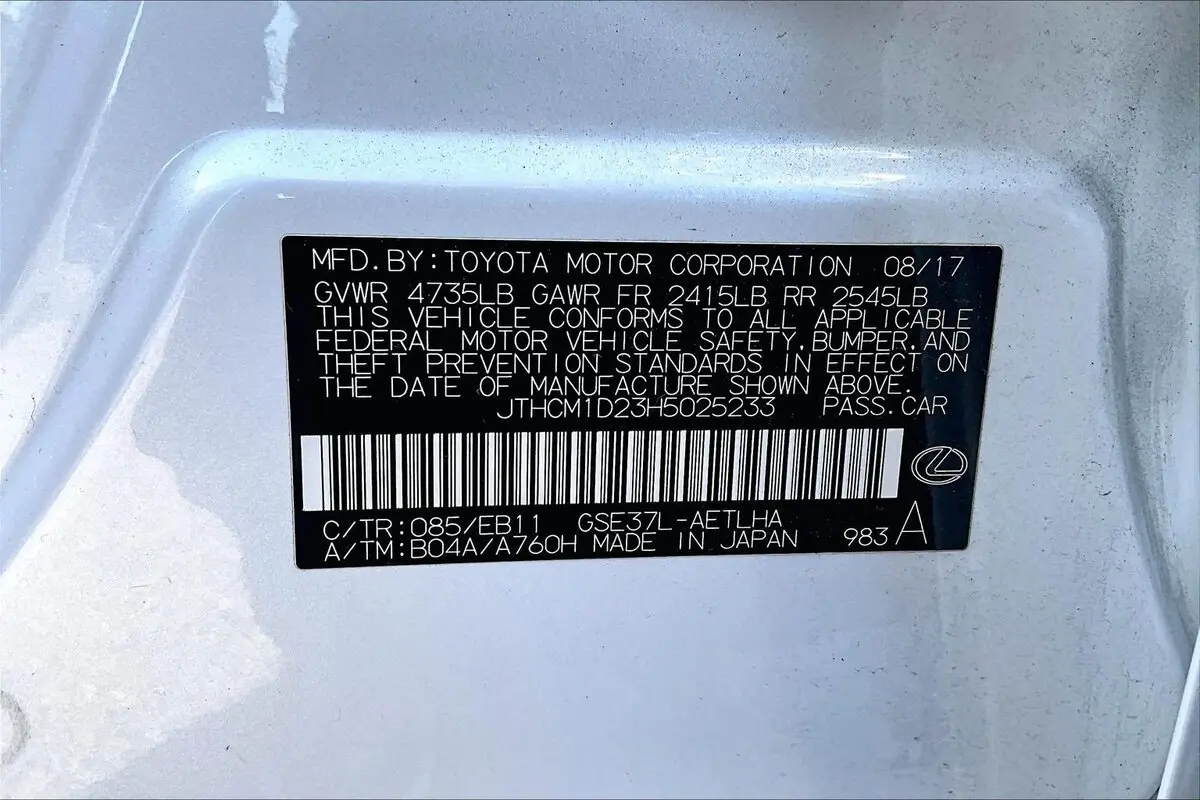 MFD.BY:TOYOTA MOTOR CORPORATION 08/17
GVWR 4735LB GAWR FR 2415LB RR 2545LB
THIS VEHICLE CONFORMS TO ALL APPLICABLE
FEDERAL MOTOR VEHICLE SAFETY,BUMPER,AND
THEFT PREVENTION STANDARDS IN EFFECT ON
THE DATE OF MANUFACTURE SHOWN ABOVE.
JTHCM1D23H5025233 PASS.CAR
C/TR:085/EB11 GSE37L-AETLHA
A/TM:B04A/A760H MADE IN JAPAN 983 A